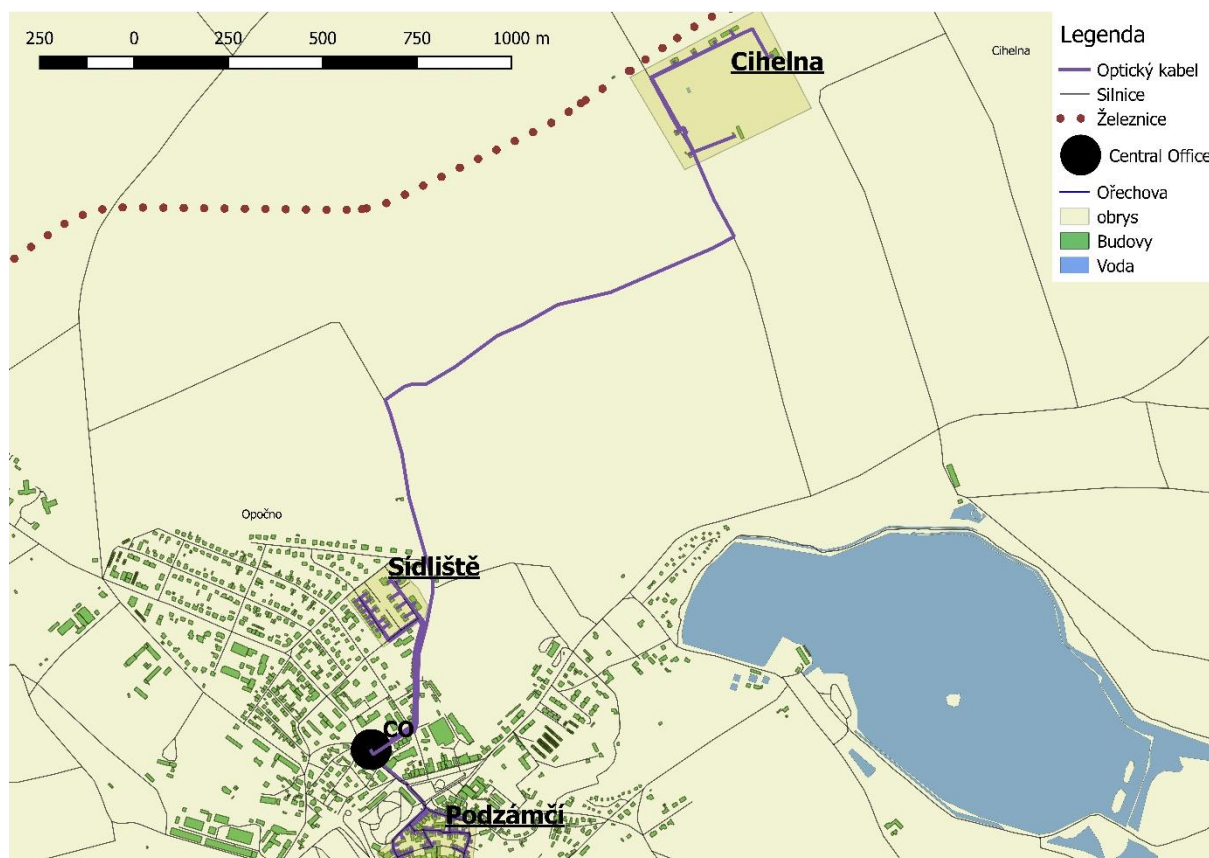 250 0 250 500 750 1000 m
Cihelna
Cihelna
Legenda
Optický kabel
Silnice
Železnice
Central Office
Ořechova
obrys
Budovy
Voda
Opočno
Sídliště
CO
Podzámčí